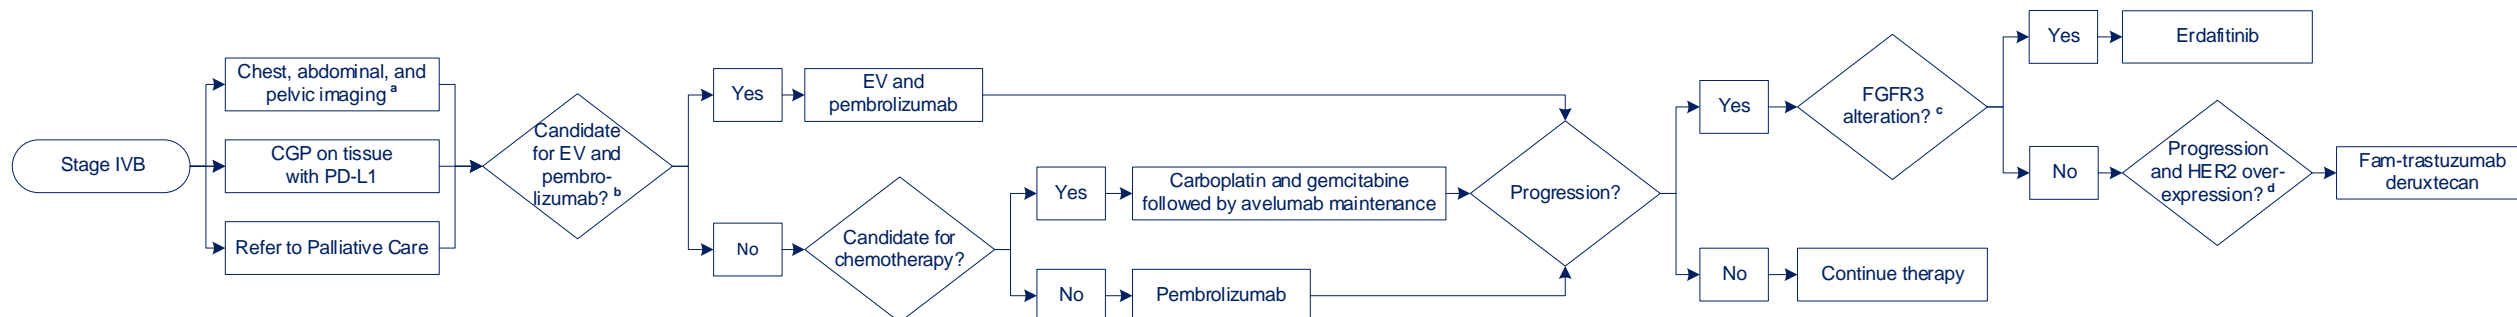 Stage IVB
Chest, abdominal, and
pelvic imaging a
CGP on tissue
with PD-L1
Refer to Palliative Care
Candidate
for EV and
pembro-
lizumab? b
Yes
EV and
pembrolizumab
No
Candidate for
chemotherapy?
Yes
Carboplatin and gemcitabine
followed by avelumab maintenance
No
Pembrolizumab
Progression?
Yes
FGFR3
alteration? c
Yes
Erdafitinib
No
Progression
and HER2 over-
expression? d
Fam-trastuzumab
deruxtecan
No
Continue therapy